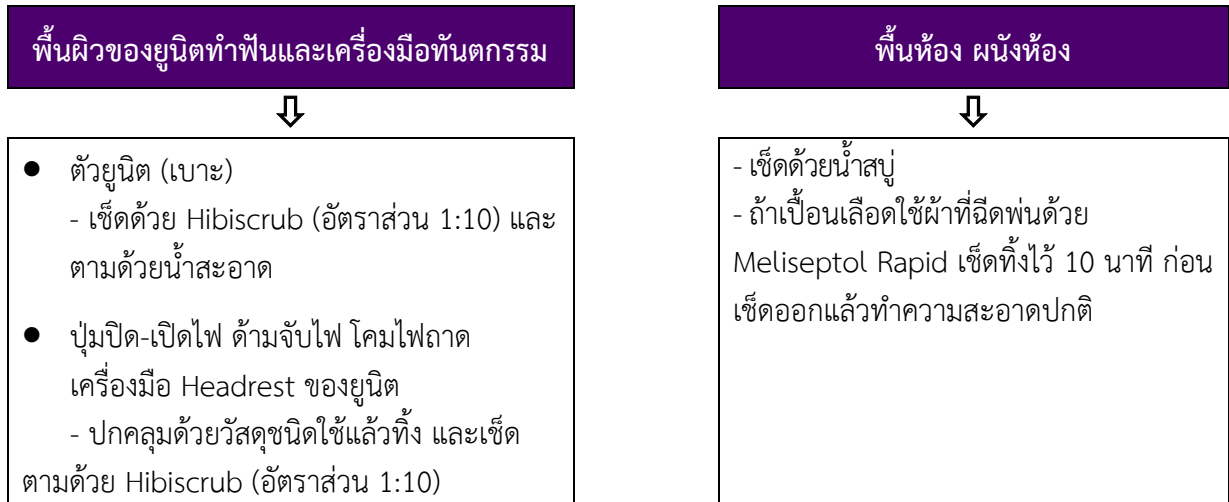 พื้นผิวของยูนิตทำฟันและเครื่องมือทันตกรรม
● ตัวยูนิต (เบาะ)
- เช็ดด้วย Hibiscrub (อัตราส่วน 1:10) และ
ตามด้วยน้ำสะอาด
● ปุ่มปิด-เปิดไฟ ด้ามจับไฟ โคมไฟถาด
เครื่องมือ Headrest ของยูนิต
- ปกคลุมด้วยวัสดุชนิดใช้แล้วทิ้ง และเช็ด
ตามด้วย Hibiscrub (อัตราส่วน 1:10)
พื้นห้อง ผนังห้อง
- เช็ดด้วยน้ำสบู่
- ถ้าเปื้อนเลือดใช้ผ้าที่ฉีดพ่นด้วย
Meliseptol Rapid เช็ดทิ้งไว้ 10 นาที ก่อน
เช็ดออกแล้วทำความสะอาดปกติ